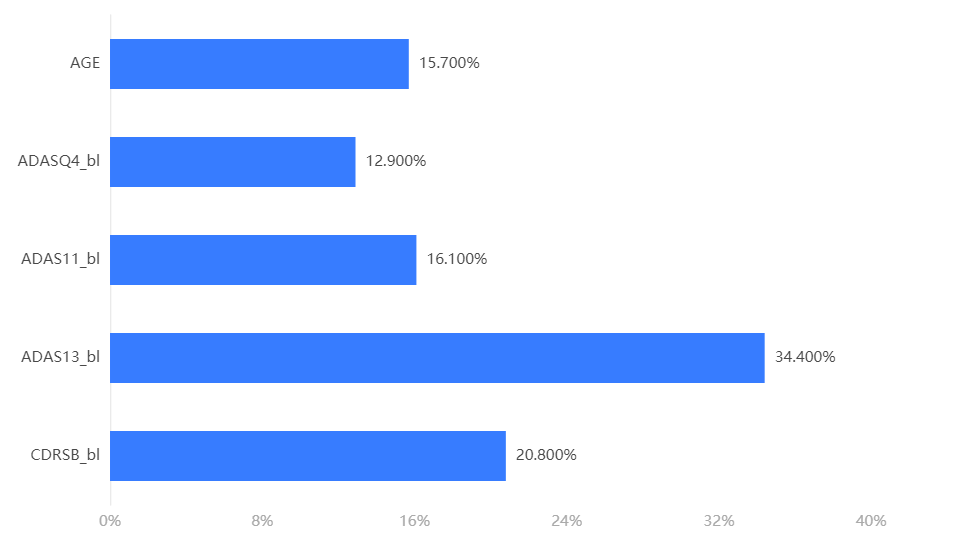 AGE 15.700%
ADASQ4_bl 12.900%
ADAS11_bl 16.100%
ADAS13_bl 34.400%
CDRSB_bl 20.800%
0% 8% 16% 24% 32% 40%